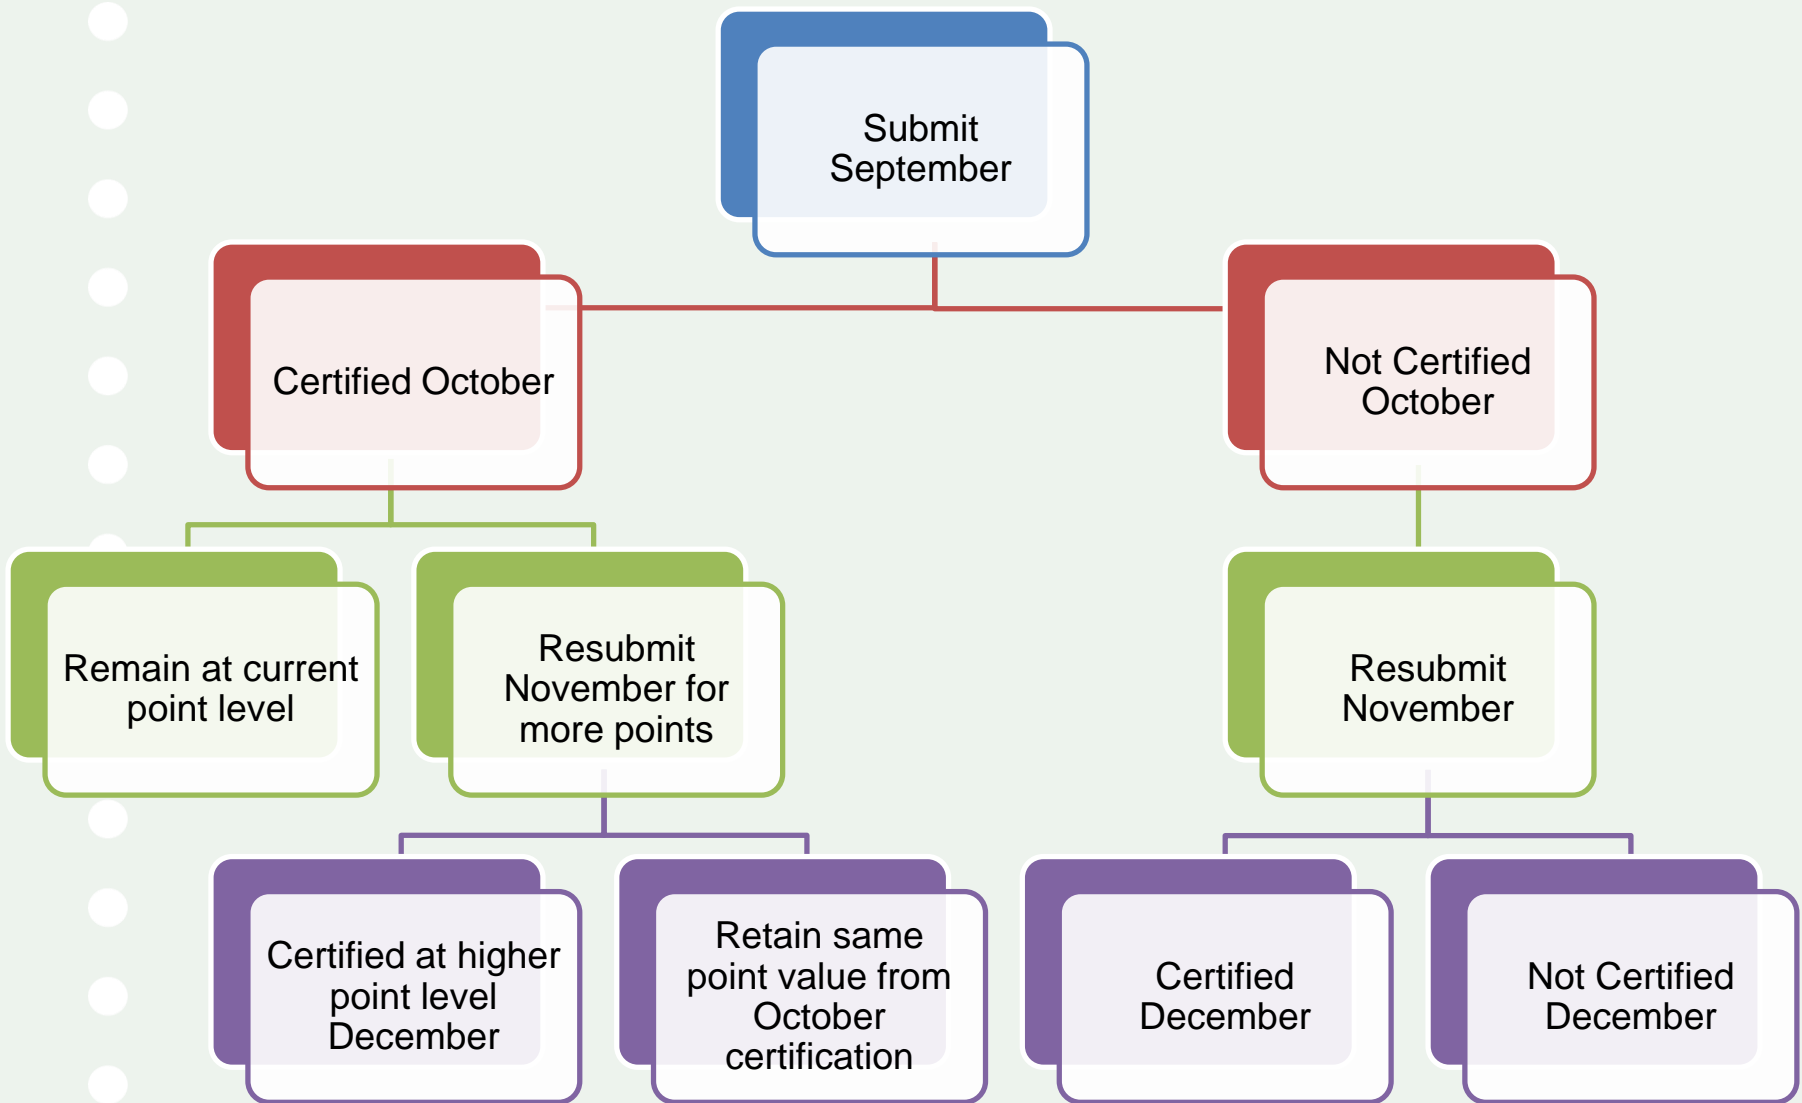 Submit
September
Certified October
Not Certified
October
Remain at current
point level
Resubmit
November for
more points
Resubmit
November
Certified at higher
point level
December
Retain same
point value from
October
certification
Certified
December
Not Certified
December